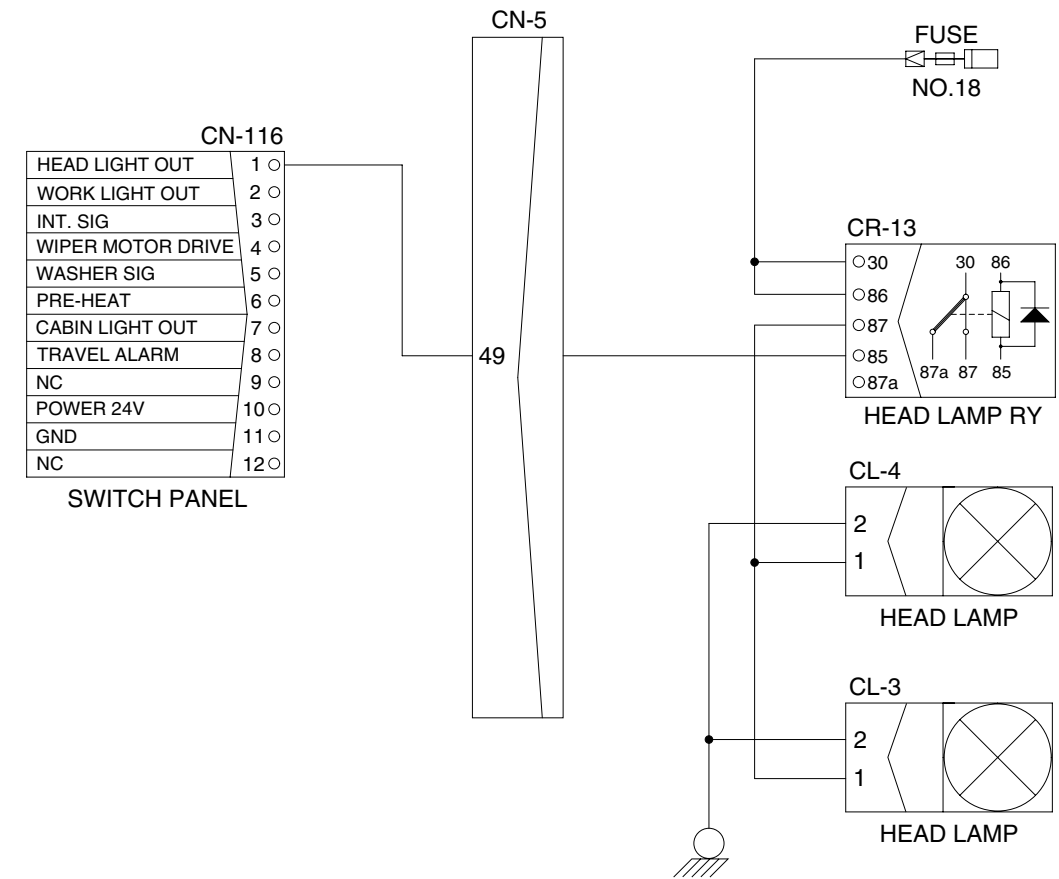 CN-5
FUSE
NO.18
CN-116
HEAD LIGHT OUT 1
WORK LIGHT OUT 2
INT. SIG 3
WIPER MOTOR DRIVE 4
WASHER SIG 5
PRE-HEAT 6
CABIN LIGHT OUT 7
TRAVEL ALARM 8
NC 9
POWER 24V 10
GND 11
NC 12
SWITCH PANEL
49
CR-13
30
86
87
85
87a
30 86
87a 87 85
HEAD LAMP RY
CL-4
2
1
HEAD LAMP
CL-3
2
1
HEAD LAMP